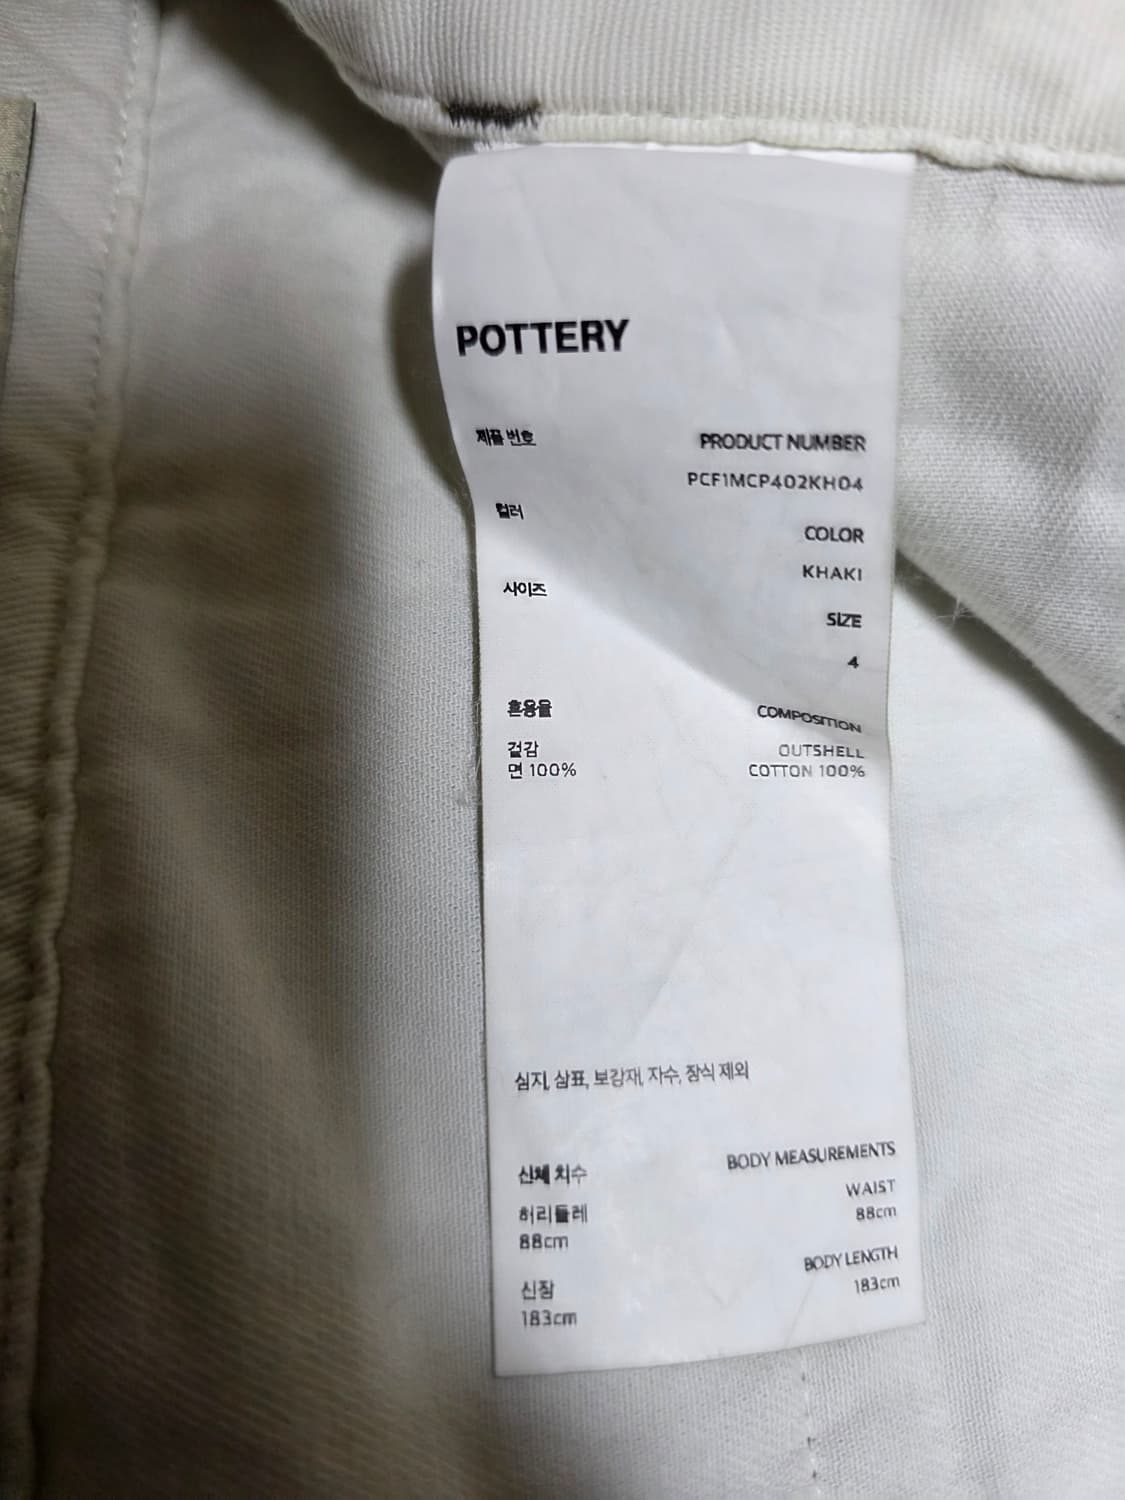 POTTERY
제품 번호 PRODUCT NUMBER
PCF1MCP402KH04
컬러 COLOR
KHAKI
사이즈 SIZE
4
혼용율 COMPOSITION
겉감 OUTSHELL
면 100% COTTON 100%
심지, 상표, 보강재, 자수, 장식 제외
신체 치수 BODY MEASUREMENTS
허리둘레 WAIST
88cm 88cm
신장 BODY LENGTH
183cm 183cm